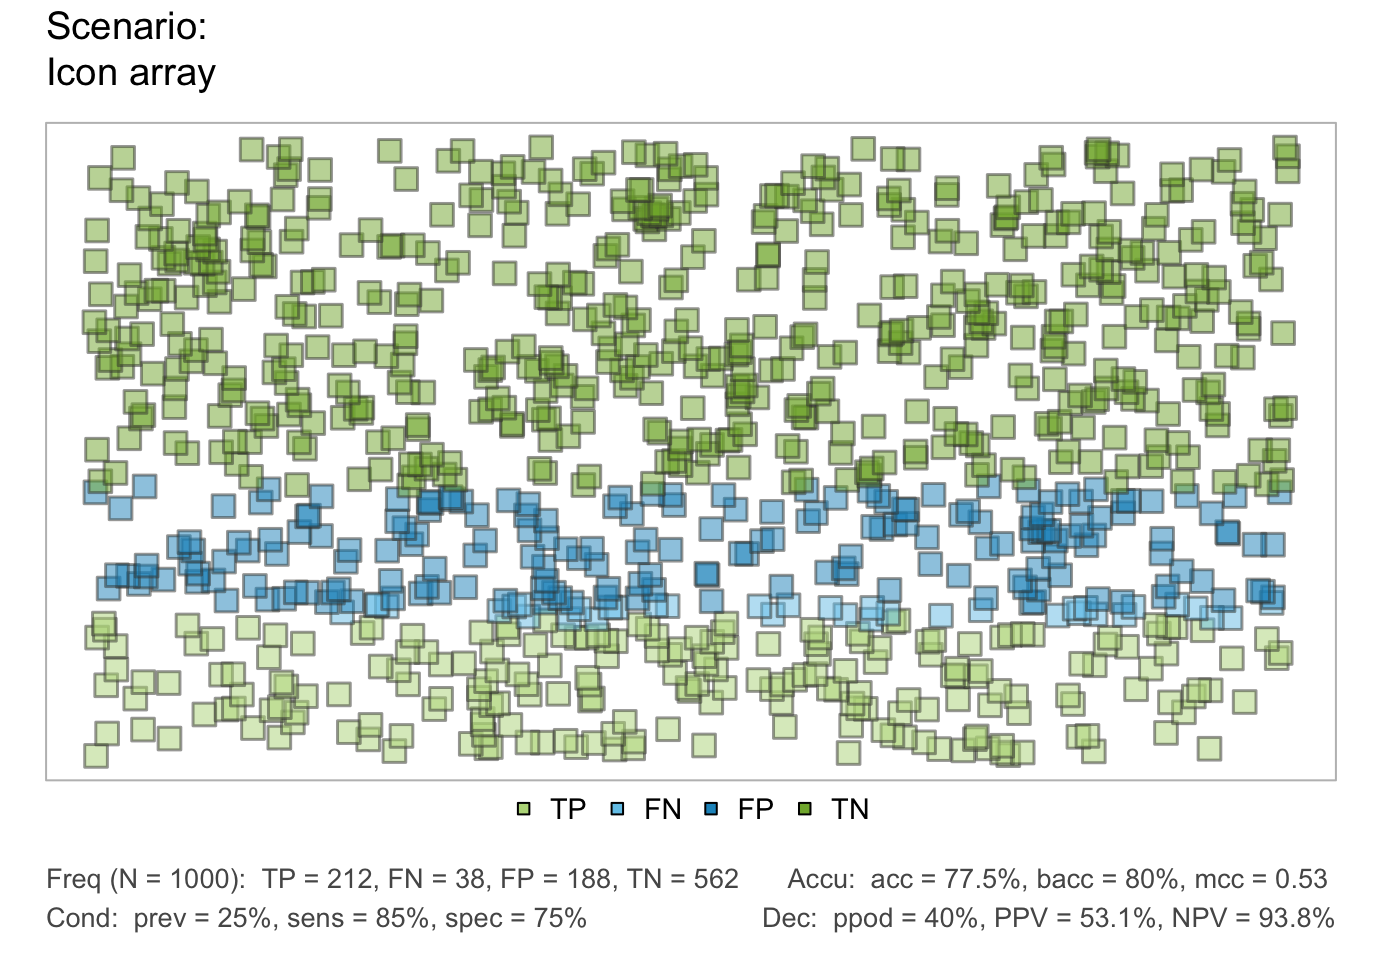 Scenario:
Icon array
TP FN FP TN
Freq (N = 1000):  TP = 212, FN = 38, FP = 188, TN = 562
Accu:  acc = 77.5%, bacc = 80%, mcc = 0.53
Cond:  prev = 25%, sens = 85%, spec = 75%
Dec:  ppod = 40%, PPV = 53.1%, NPV = 93.8%